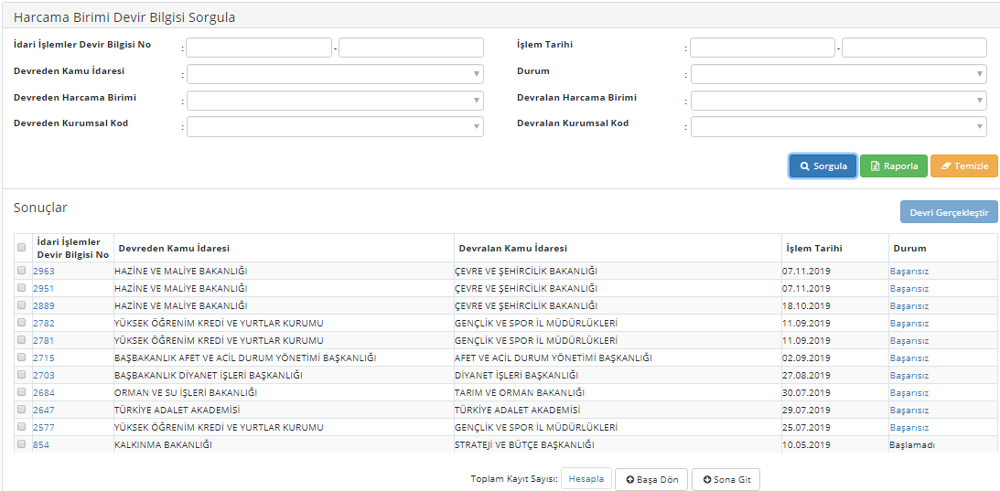 Harcama Birimi Devir Bilgisi Sorgula
İdari İşlemler Devir Bilgisi No : - İşlem Tarihi : -
Devreden Kamu İdaresi : Durum :
Devreden Harcama Birimi : Devralan Harcama Birimi :
Devreden Kurumsal Kod : Devralan Kurumsal Kod :
Sorgula Raporla Temizle
Sonuçlar
Devri Gerçekleştir
İdari İşlemler
Devir Bilgisi No Devreden Kamu İdaresi Devralan Kamu İdaresi İşlem Tarihi Durum
2963 HAZİNE VE MALİYE BAKANLIĞI ÇEVRE VE ŞEHİRCİLİK BAKANLIĞI 07.11.2019 Başarısız
2951 HAZİNE VE MALİYE BAKANLIĞI ÇEVRE VE ŞEHİRCİLİK BAKANLIĞI 07.11.2019 Başarısız
2889 HAZİNE VE MALİYE BAKANLIĞI ÇEVRE VE ŞEHİRCİLİK BAKANLIĞI 18.10.2019 Başarısız
2782 YÜKSEK ÖĞRENİM KREDİ VE YURTLAR KURUMU GENÇLİK VE SPOR İL MÜDÜRLÜKLERİ 11.09.2019 Başarısız
2781 YÜKSEK ÖĞRENİM KREDİ VE YURTLAR KURUMU GENÇLİK VE SPOR İL MÜDÜRLÜKLERİ 11.09.2019 Başarısız
2715 BAŞBAKANLIK AFET VE ACİL DURUM YÖNETİMİ BAŞKANLIĞI AFET VE ACİL DURUM YÖNETİMİ BAŞKANLIĞI 02.09.2019 Başarısız
2703 BAŞBAKANLIK DİYANET İŞLERİ BAŞKANLIĞI DİYANET İŞLERİ BAŞKANLIĞI 27.08.2019 Başarısız
2684 ORMAN VE SU İŞLERİ BAKANLIĞI TARIM VE ORMAN BAKANLIĞI 30.07.2019 Başarısız
2647 TÜRKİYE ADALET AKADEMİSİ TÜRKİYE ADALET AKADEMİSİ 29.07.2019 Başarısız
2577 YÜKSEK ÖĞRENİM KREDİ VE YURTLAR KURUMU GENÇLİK VE SPOR İL MÜDÜRLÜKLERİ 25.07.2019 Başarısız
854 KALKINMA BAKANLIĞI STRATEJİ VE BÜTÇE BAŞKANLIĞI 10.05.2019 Başlamadı
Toplam Kayıt Sayısı: Hesapla Başa Dön Sona Git